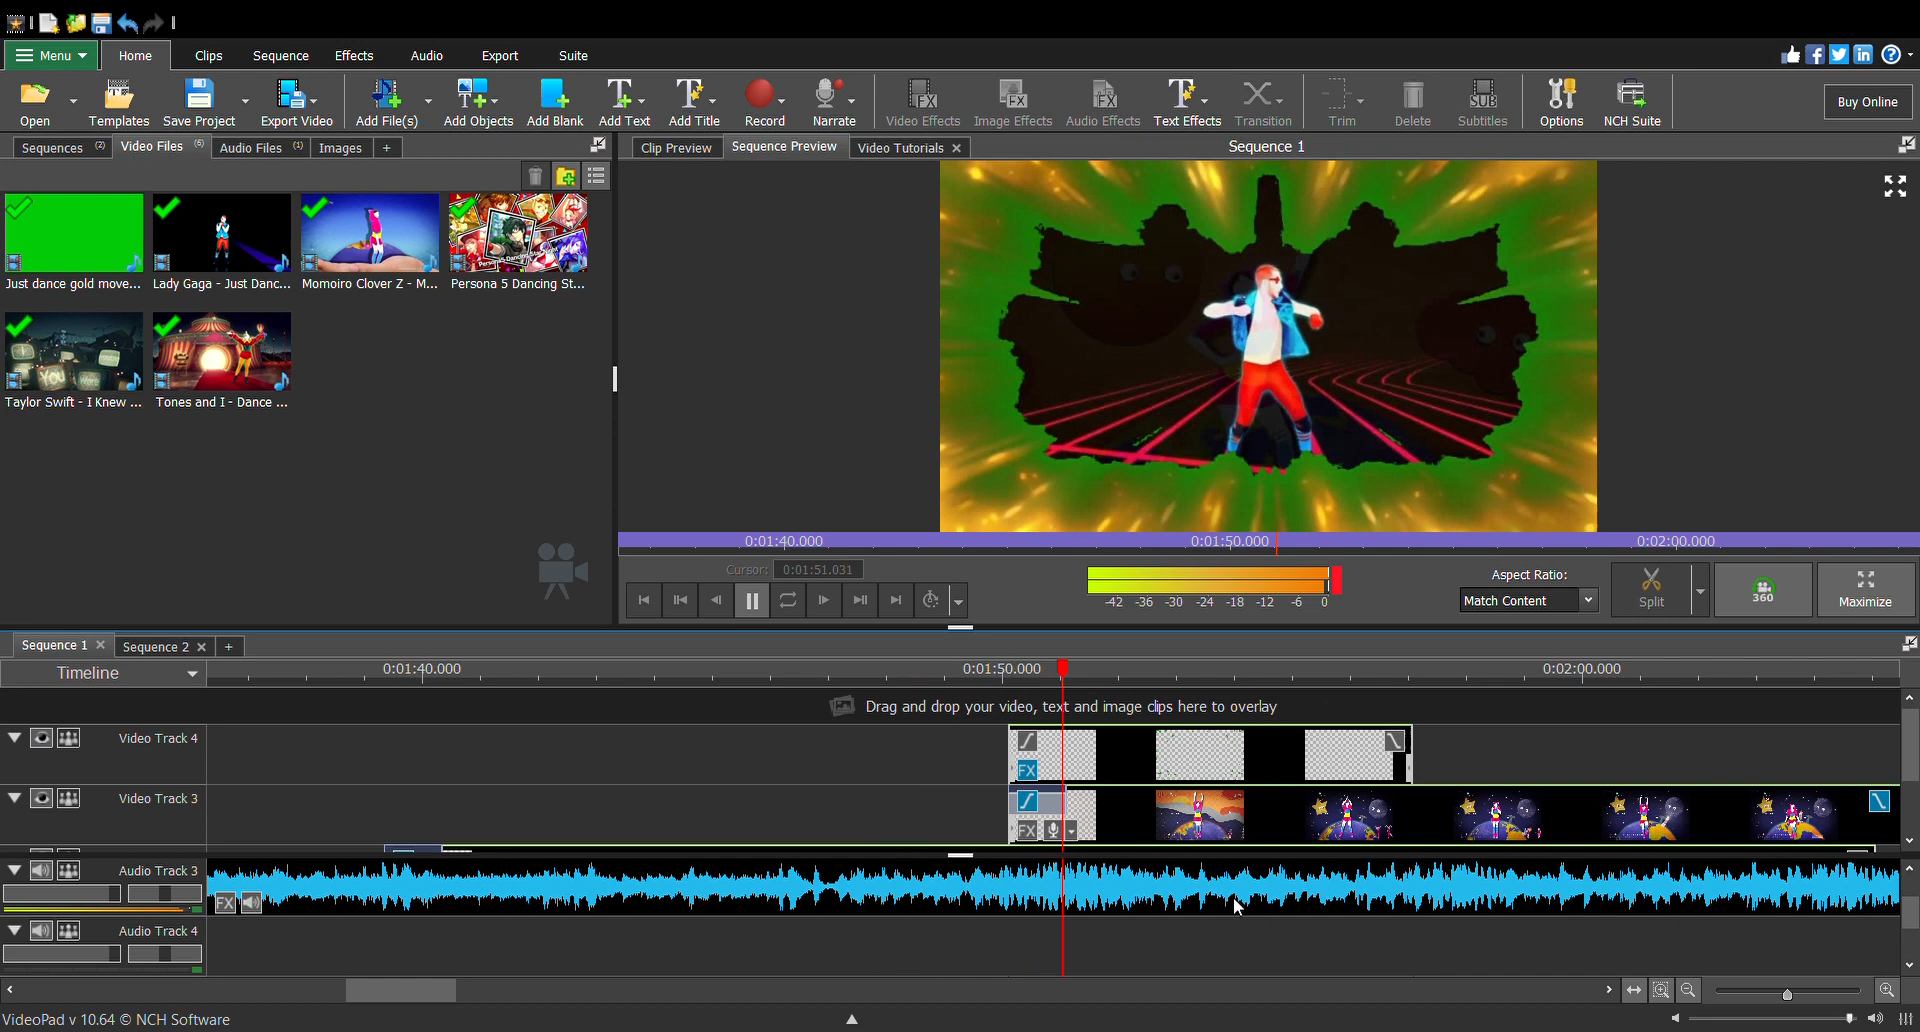 Menu Home Clips Sequence Effects Audio Export Suite
Open Templates Save Project Export Video Add File(s) Add Objects Add Blank Add Text Add Title Record Narrate Video Effects Image Effects Audio Effects Text Effects Transition Trim Delete Subtitles Options NCH Suite Buy Online
Sequences (2) Video Files (6) Audio Files (1) Images +
Clip Preview Sequence Preview Video Tutorials Sequence 1
Just dance gold move... Lady Gaga - Just Danc... Momoiro Clover Z - M... Persona 5 Dancing St...
Taylor Swift - I Knew ... Tones and I - Dance ...
0:01:40.000 0:01:50.000 0:02:00.000
Cursor: 0:01:51.031
-42 -36 -30 -24 -18 -12 -6 0
Aspect Ratio:
Match Content
Split 360 Maximize
Sequence 1 Sequence 2 +
Timeline 0:01:40.000 0:01:50.000 0:02:00.000
Drag and drop your video, text and image clips here to overlay
Video Track 4
FX
Video Track 3
FX
Audio Track 3
FX
Audio Track 4
VideoPad v 10.64 © NCH Software